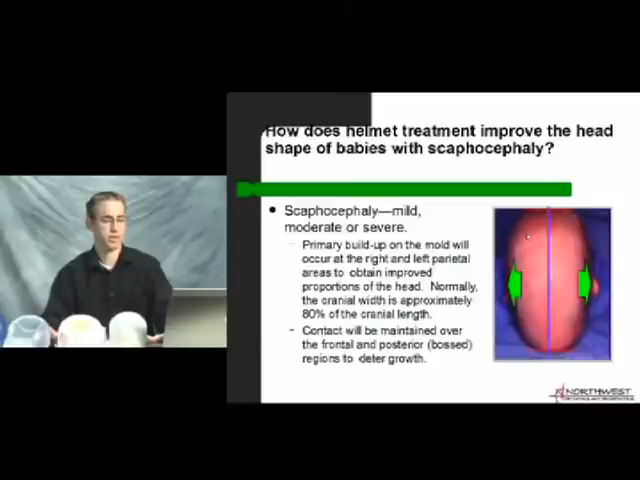 How does helmet treatment improve the head
shape of babies with scaphocephaly?
• Scaphocephaly—mild,
moderate or severe.
– Primary build-up on the mold will
occur at the right and left parietal
areas to obtain improved
proportions of the head. Normally,
the cranial width is approximately
80% of the cranial length.
– Contact will be maintained over
the frontal and posterior (bossed)
regions to deter growth.
NORTHWEST